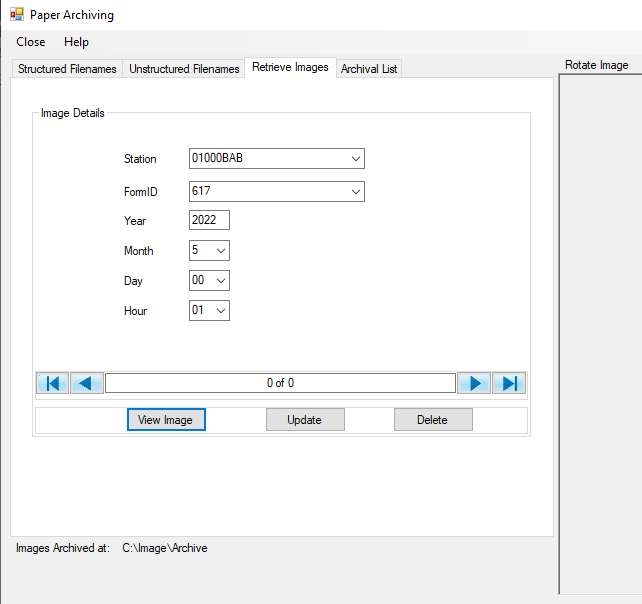 Paper Archiving
Close Help
Structured Filenames Unstructured Filenames Retrieve Images Archival List
Rotate Image
Image Details
Station 01000BAB
FormID 617
Year 2022
Month 5
Day 00
Hour 01
0 of 0
View Image Update Delete
Images Archived at: C:\Image\Archive